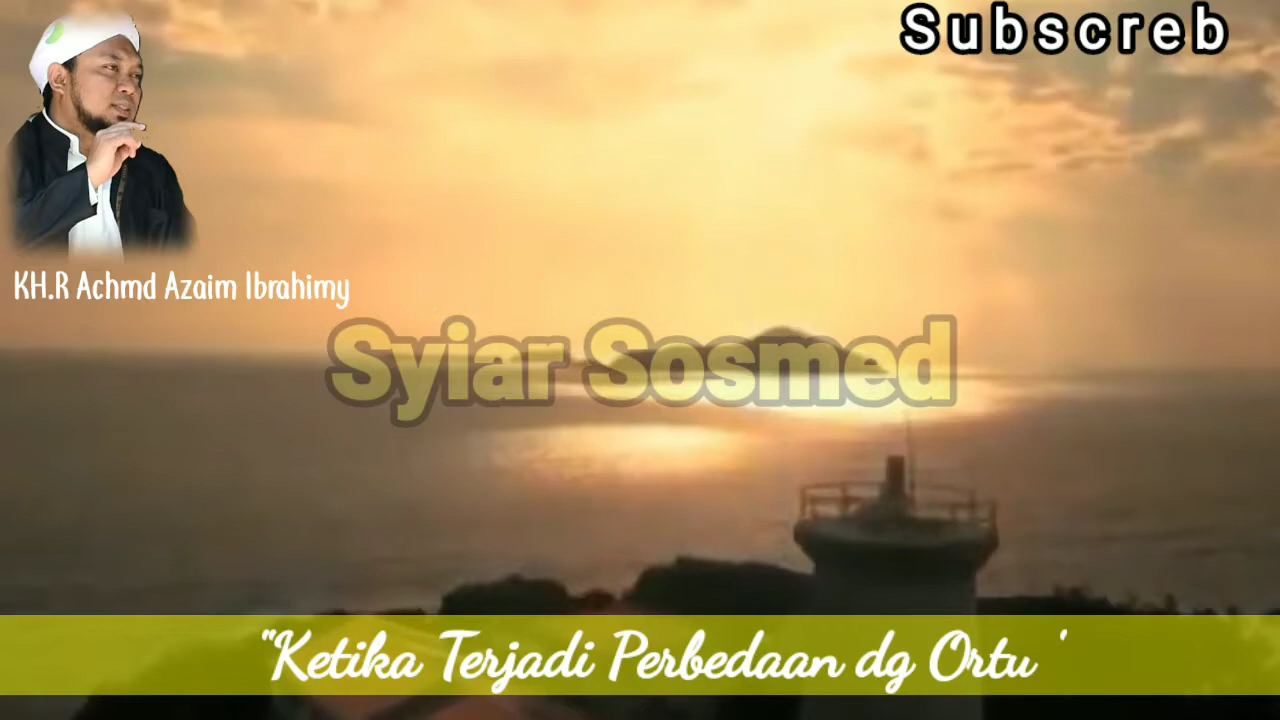 Subscreb
KH.R Achmd Azaim Ibrahimy
Syiar Sosmed
"Ketika Terjadi Perbedaan dg Ortu '